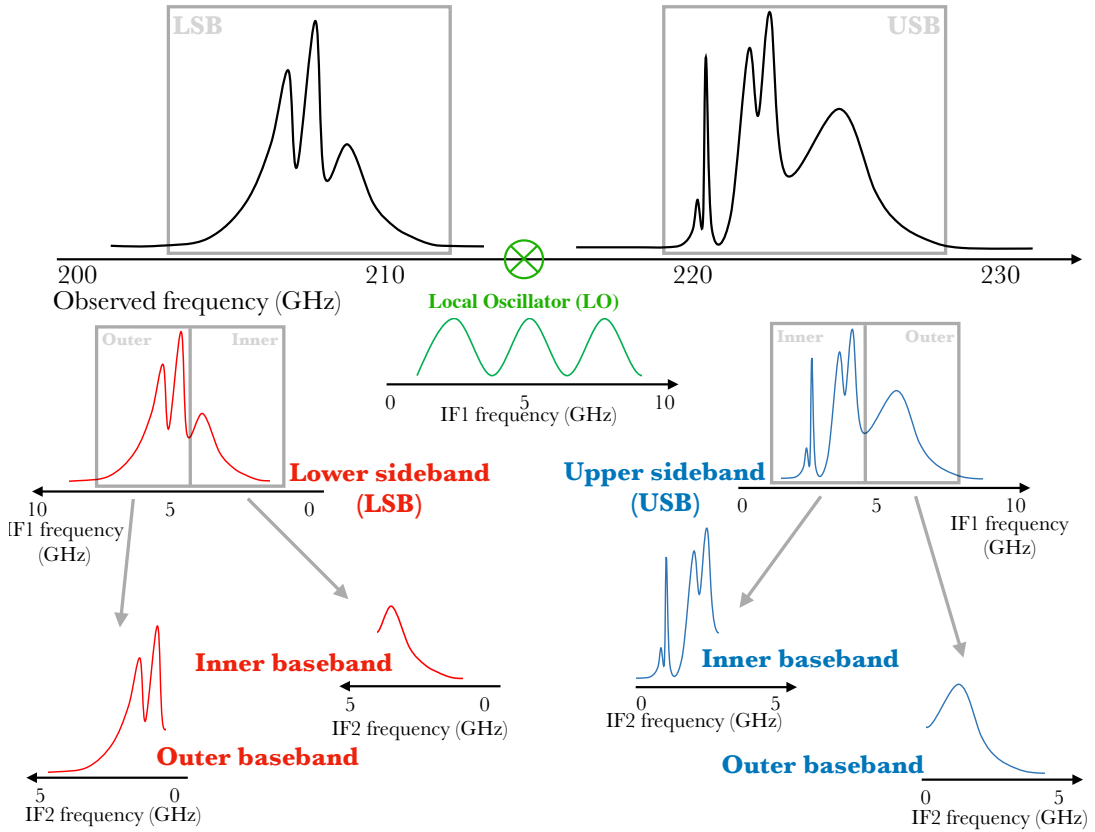 LSB
USB
200
210
220
230
Observed frequency (GHz)
Local Oscillator (LO)
0
5
10
IF1 frequency (GHz)
Outer
Inner
Inner
Outer
Lower sideband
(LSB)
Upper sideband
(USB)
10
5
0
IF1 frequency
(GHz)
0
5
10
IF1 frequency
(GHz)
Inner baseband
5
0
IF2 frequency (GHz)
Inner baseband
0
5
IF2 frequency (GHz)
Outer baseband
5
0
IF2 frequency (GHz)
Outer baseband
0
5
IF2 frequency (GHz)